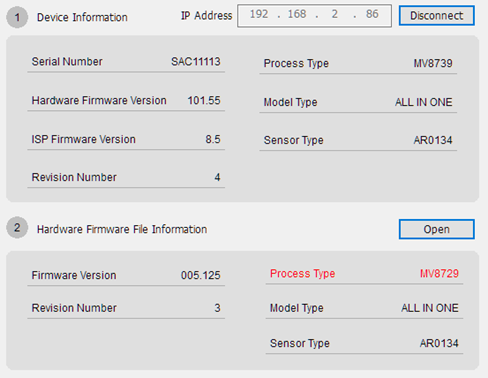 1 Device Information IP Address 192 . 168 . 2 . 86 Disconnect
Serial Number SAC11113 Process Type MV8739
Hardware Firmware Version 101.55 Model Type ALL IN ONE
ISP Firmware Version 8.5 Sensor Type AR0134
Revision Number 4
2 Hardware Firmware File Information Open
Firmware Version 005.125 Process Type MV8729
Revision Number 3 Model Type ALL IN ONE
Sensor Type AR0134